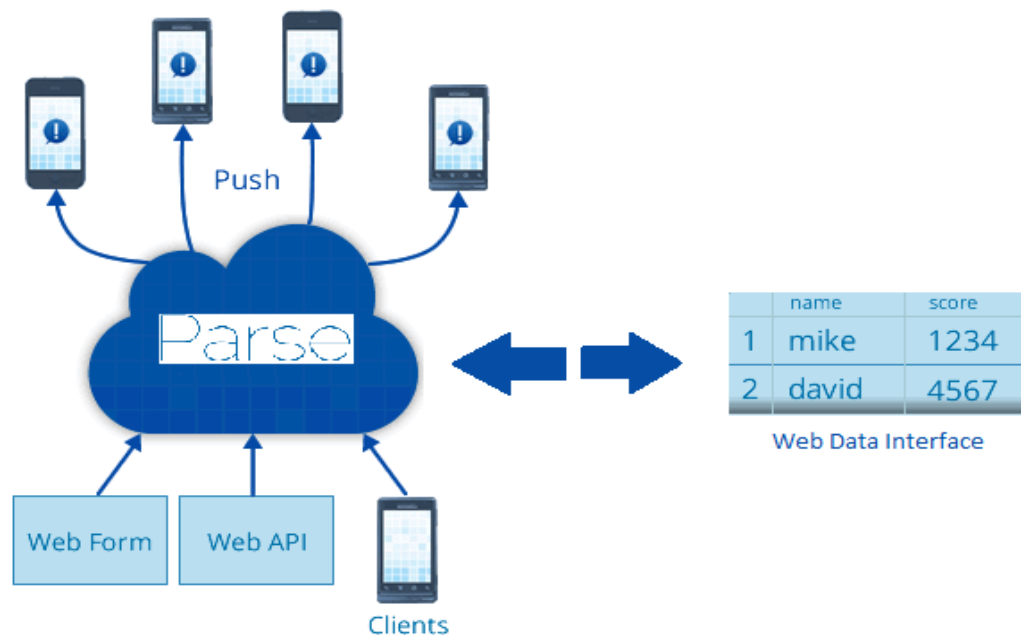 Push
Parse
name score
1 mike 1234
2 david 4567
Web Data Interface
Web Form
Web API
Clients